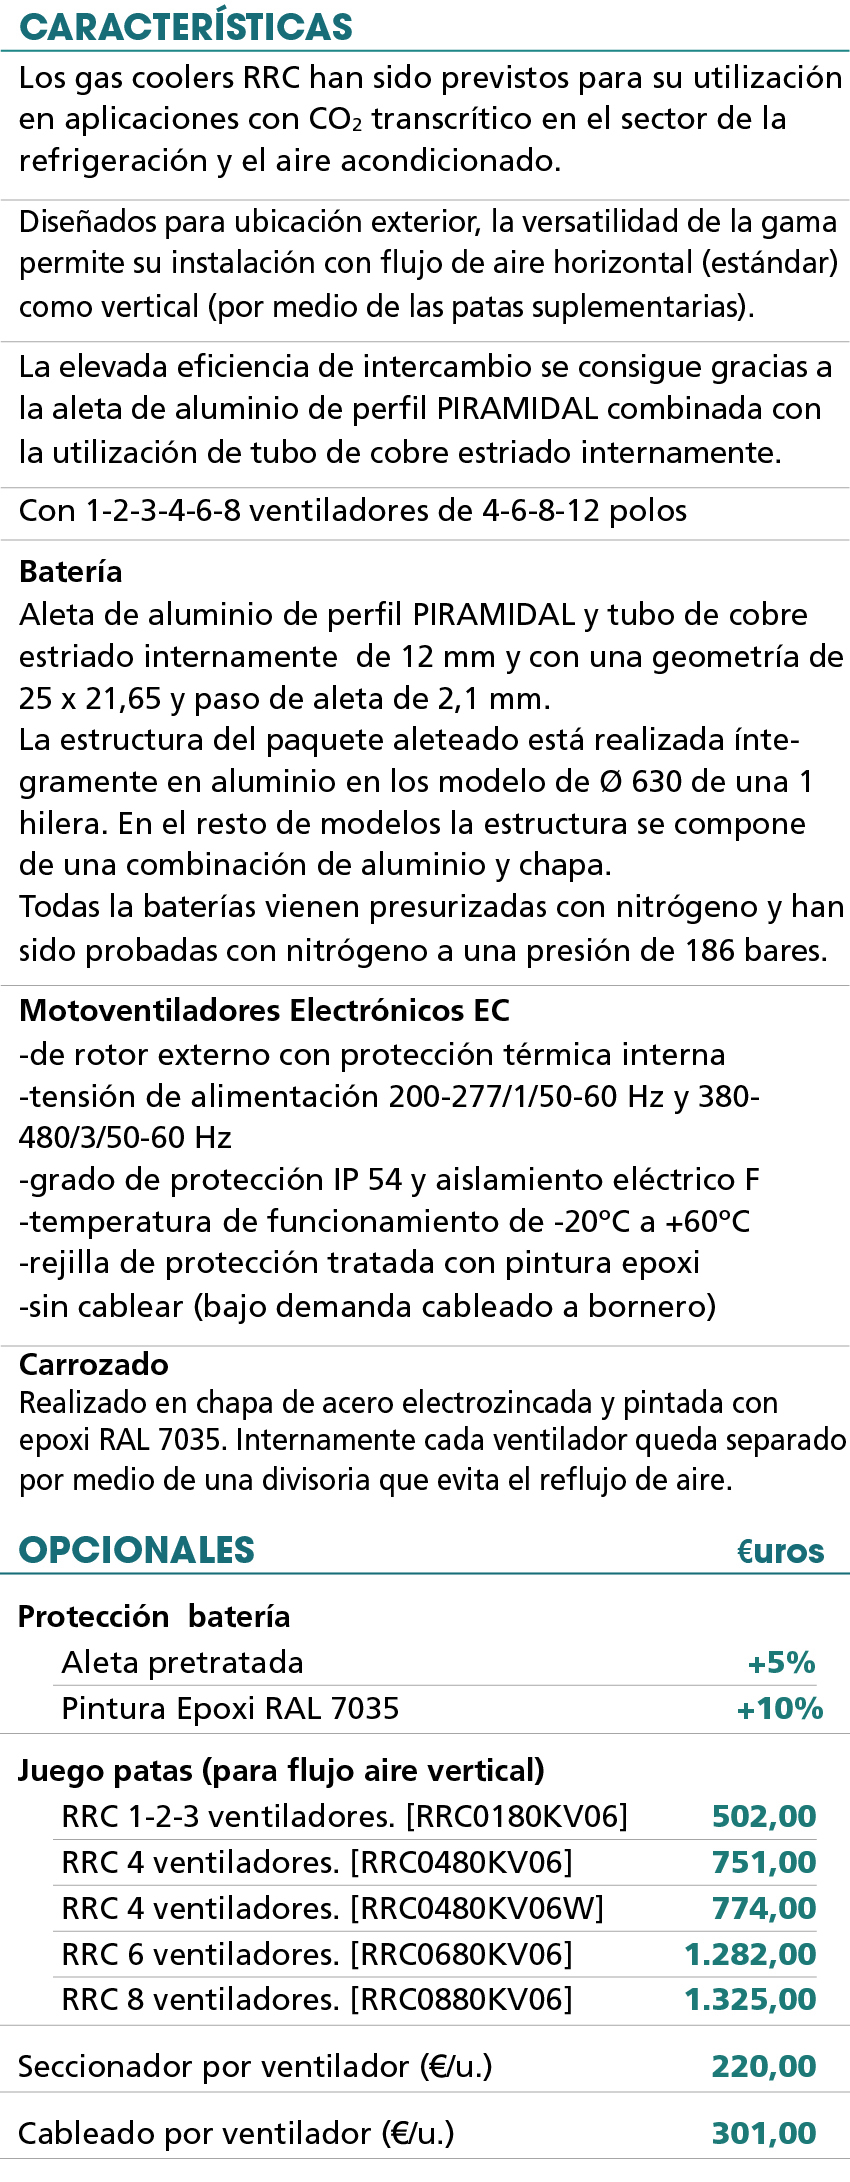 CARACTERÍSTICAS
Los gas coolers RRC han sido previstos para su utilización
en aplicaciones con CO₂ transcrítico en el sector de la
refrigeración y el aire acondicionado.
Diseñados para ubicación exterior, la versatilidad de la gama
permite su instalación con flujo de aire horizontal (estándar)
como vertical (por medio de las patas suplementarias).
La elevada eficiencia de intercambio se consigue gracias a
la aleta de aluminio de perfil PIRAMIDAL combinada con
la utilización de tubo de cobre estriado internamente.
Con 1-2-3-4-6-8 ventiladores de 4-6-8-12 polos
Batería
Aleta de aluminio de perfil PIRAMIDAL y tubo de cobre
estriado internamente  de 12 mm y con una geometría de
25 x 21,65 y paso de aleta de 2,1 mm.
La estructura del paquete aleteado está realizada ínte-
gramente en aluminio en los modelo de Ø 630 de una 1
hilera. En el resto de modelos la estructura se compone
de una combinación de aluminio y chapa.
Todas la baterías vienen presurizadas con nitrógeno y han
sido probadas con nitrógeno a una presión de 186 bares.
Motoventiladores Electrónicos EC
-de rotor externo con protección térmica interna
-tensión de alimentación 200-277/1/50-60 Hz y 380-
480/3/50-60 Hz
-grado de protección IP 54 y aislamiento eléctrico F
-temperatura de funcionamiento de -20ºC a +60ºC
-rejilla de protección tratada con pintura epoxi
-sin cablear (bajo demanda cableado a bornero)
Carrozado
Realizado en chapa de acero electrozincada y pintada con
epoxi RAL 7035. Internamente cada ventilador queda separado
por medio de una divisoria que evita el reflujo de aire.
OPCIONALES €uros
Protección  batería
Aleta pretratada +5%
Pintura Epoxi RAL 7035 +10%
Juego patas (para flujo aire vertical)
RRC 1-2-3 ventiladores. [RRC0180KV06] 502,00
RRC 4 ventiladores. [RRC0480KV06] 751,00
RRC 4 ventiladores. [RRC0480KV06W] 774,00
RRC 6 ventiladores. [RRC0680KV06] 1.282,00
RRC 8 ventiladores. [RRC0880KV06] 1.325,00
Seccionador por ventilador (€/u.) 220,00
Cableado por ventilador (€/u.) 301,00